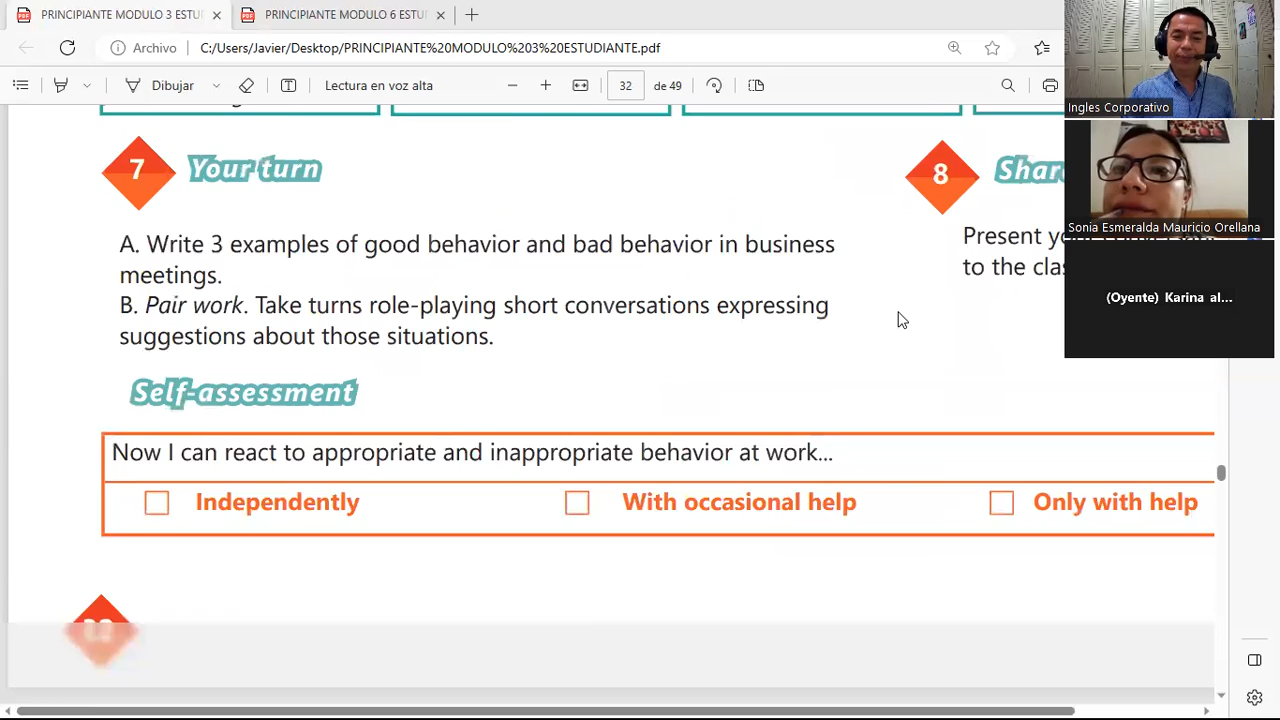 PRINCIPIANTE MODULO 3 ESTU
PRINCIPIANTE MODULO 6 ESTU
Archivo
C:/Users/Javier/Desktop/PRINCIPIANTE%20MODULO%203%20ESTUDIANTE.pdf
Dibujar
Lectura en voz alta
32
de 49
Ingles Corporativo
Sonia Esmeralda Mauricio Orellana
(Oyente) Karina al...
7
Your turn
A. Write 3 examples of good behavior and bad behavior in business
meetings.
B. Pair work. Take turns role-playing short conversations expressing
suggestions about those situations.
8
Present
to the
Self-assessment
Now I can react to appropriate and inappropriate behavior at work...
Independently
With occasional help
Only with help